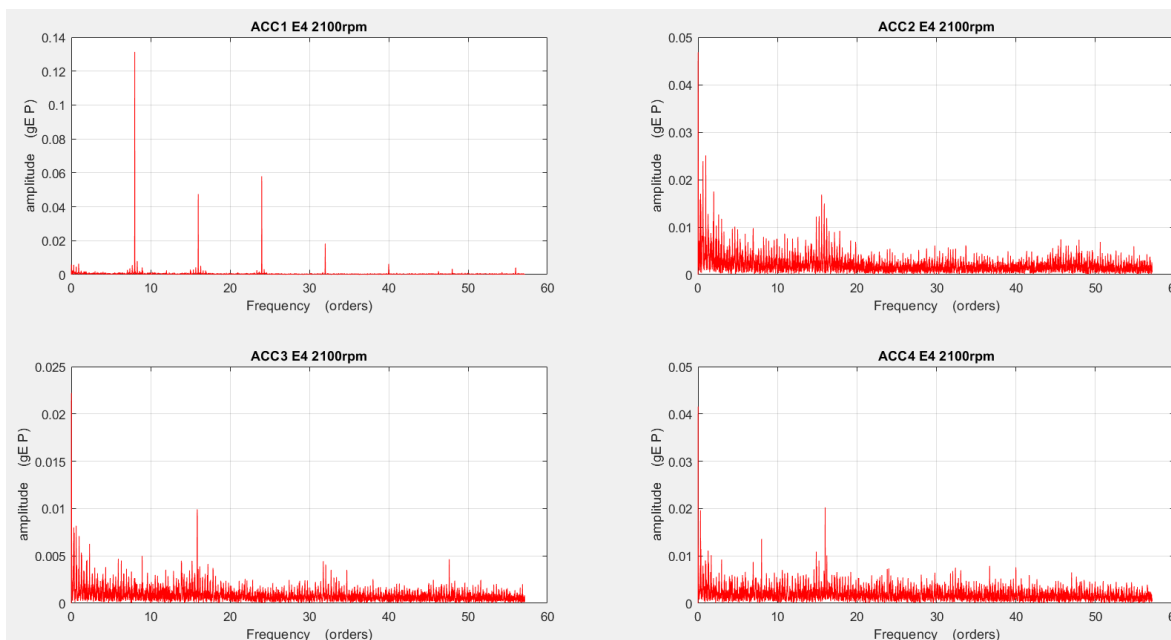 ACC1 E4 2100rpm
0.14
0.12
0.1
0.08
0.06
0.04
0.02
0
amplitude (gE P)
0 10 20 30 40 50 60
Frequency (orders)
ACC2 E4 2100rpm
0.05
0.04
0.03
0.02
0.01
0
amplitude (gE P)
0 10 20 30 40 50 6
Frequency (orders)
ACC3 E4 2100rpm
0.025
0.02
0.015
0.01
0.005
0
amplitude (gE P)
0 10 20 30 40 50 60
Frequency (orders)
ACC4 E4 2100rpm
0.05
0.04
0.03
0.02
0.01
0
amplitude (gE P)
0 10 20 30 40 50 6
Frequency (orders)